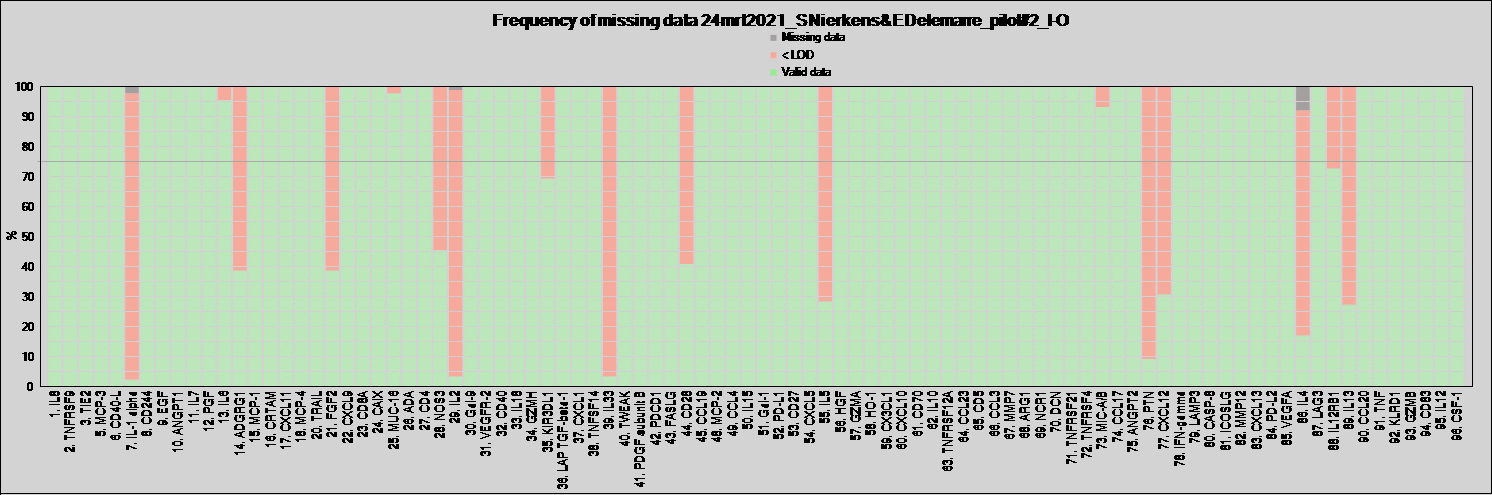 Frequency of missing data 24mrt2021_SNierkens&EDelemarre_pilot#2_I-O
Missing data
< LOD
Valid data
100
90
80
70
60
50
40
30
20
10
0
%
1. IL8
2. TNFRSF9
3. TIE2
5. MCP-3
6. CD40-L
7. IL-1 alpha
8. CD244
9. EGF
10. ANGPT1
11. IL7
12. PGF
13. IL6
14. ADGRG1
15. MCP-1
16. CRTAM
17. CXCL11
18. MCP-4
20. TRAIL
21. FGF2
22. CXCL9
23. CD8A
24. CAIX
25. MUC-16
26. ADA
27. CD4
28. NOS3
29. IL2
30. Gal-9
31. VEGFR-2
32. CD40
33. IL18
34. GZMH
35. KIR3DL1
36. LAP TGF-beta-1
37. CXCL1
38. TNFSF14
39. IL33
40. TWEAK
41. PDGF subunit B
42. PDCD1
43. FASLG
44. CD28
45. CCL19
48. MCP-2
49. CCL4
50. IL15
51. Gal-1
52. PD-L1
53. CD27
54. CXCL5
55. IL5
56. HGF
57. GZMA
58. HO-1
59. CX3CL1
60. CXCL10
61. CD70
62. IL10
63. TNFRSF12A
64. CCL23
65. CD5
66. CCL3
67. MMP7
68. ARG1
69. NCR1
70. DCN
71. TNFRSF21
72. TNFRSF4
73. MIC-A/B
74. CCL17
75. ANGPT2
76. PTN
77. CXCL12
78. IFN-gamma
79. LAMP3
80. CASP-8
81. ICOSLG
82. MMP12
83. CXCL13
84. PD-L2
85. VEGFA
86. IL4
87. LAG3
88. IL12RB1
89. IL13
90. CCL20
91. TNF
92. KLRD1
93. GZMB
94. CD83
95. IL12
96. CSF-1